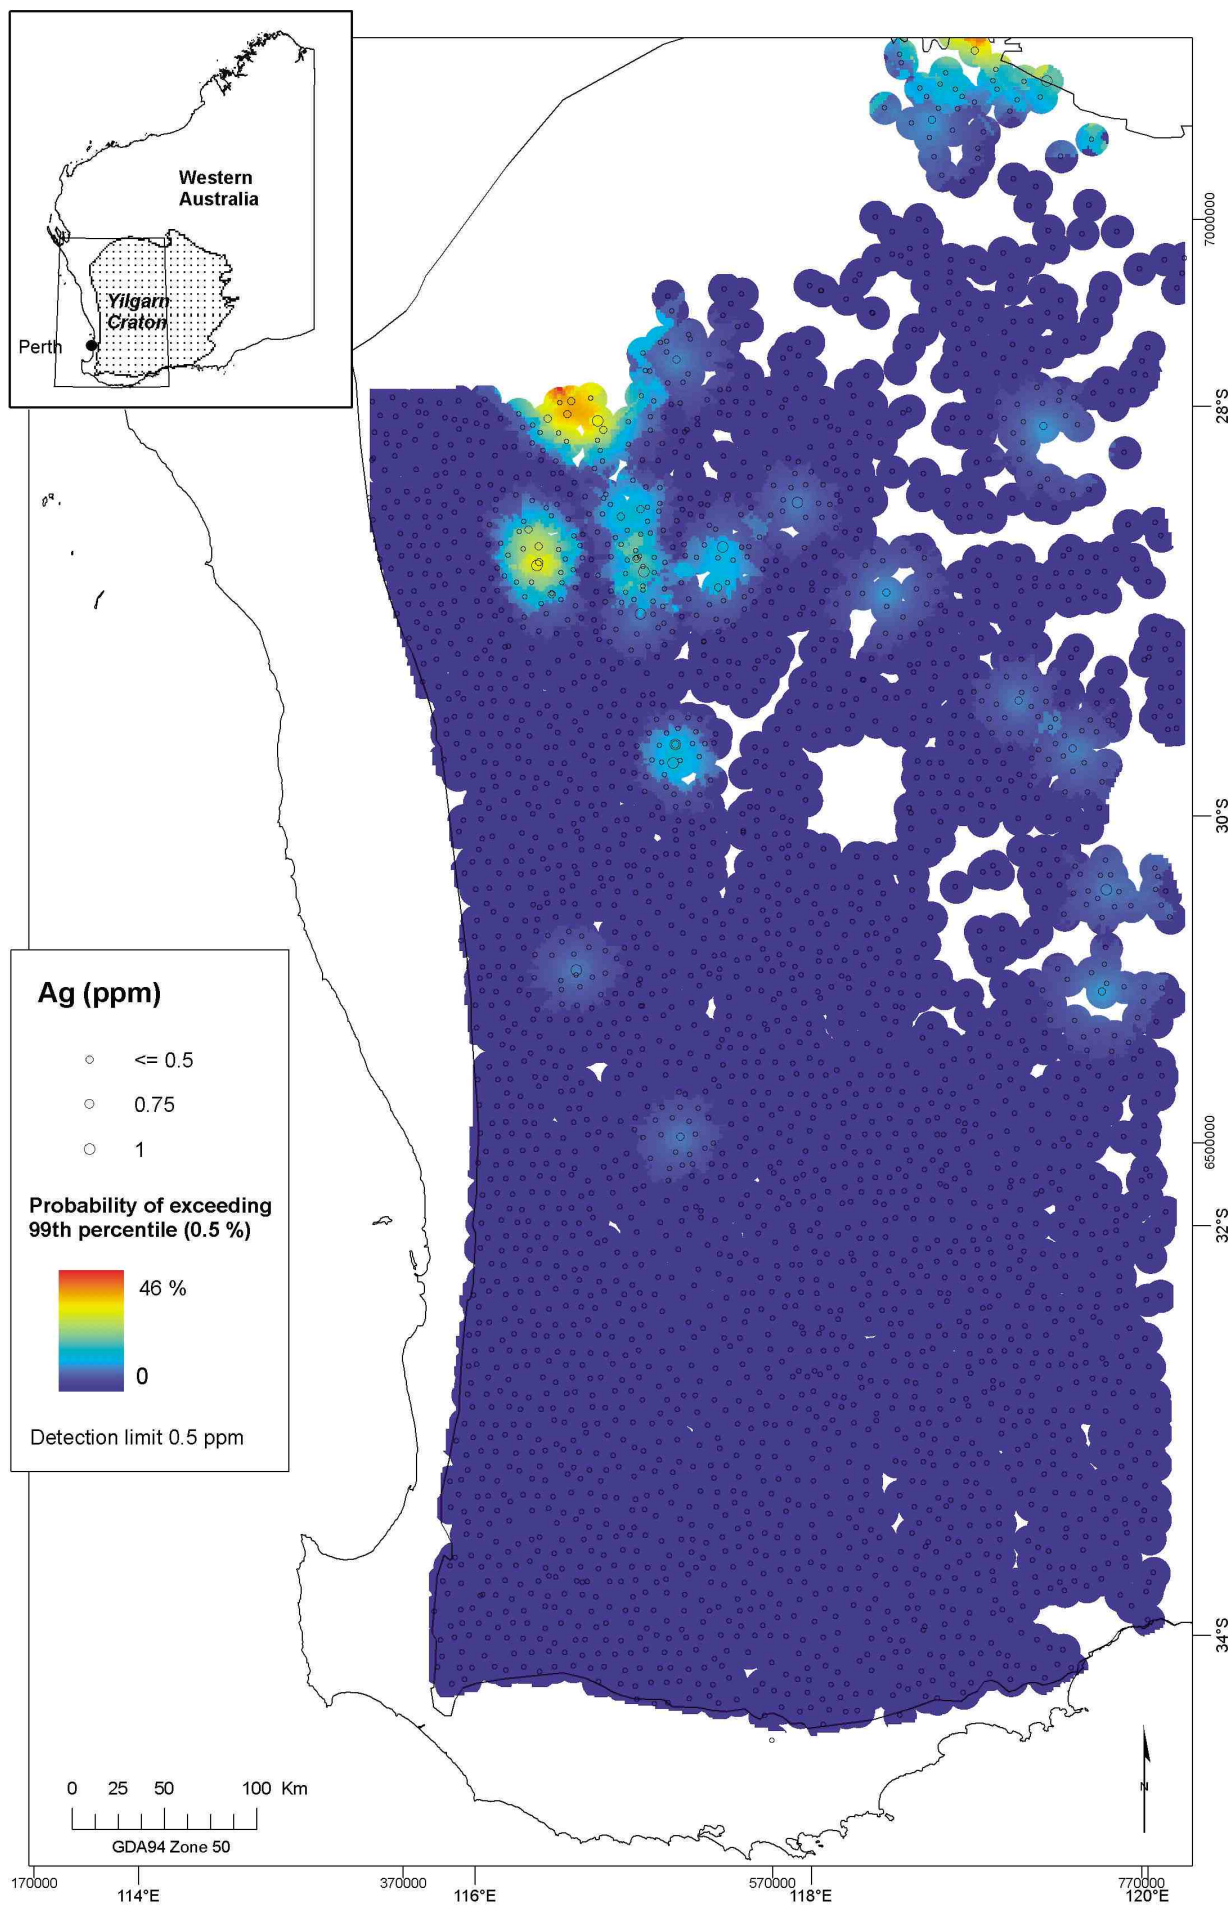 Western
Australia
Yilgarn
Craton
Perth
7000000
28°S
30°S
6500000
32°S
34°S
Ag (ppm)
<= 0.5
0.75
1
Probability of exceeding
99th percentile (0.5 %)
46 %
0
Detection limit 0.5 ppm
0 25 50 100 Km
GDA94 Zone 50
N
170000 370000 570000 770000
114°E 116°E 118°E 120°E